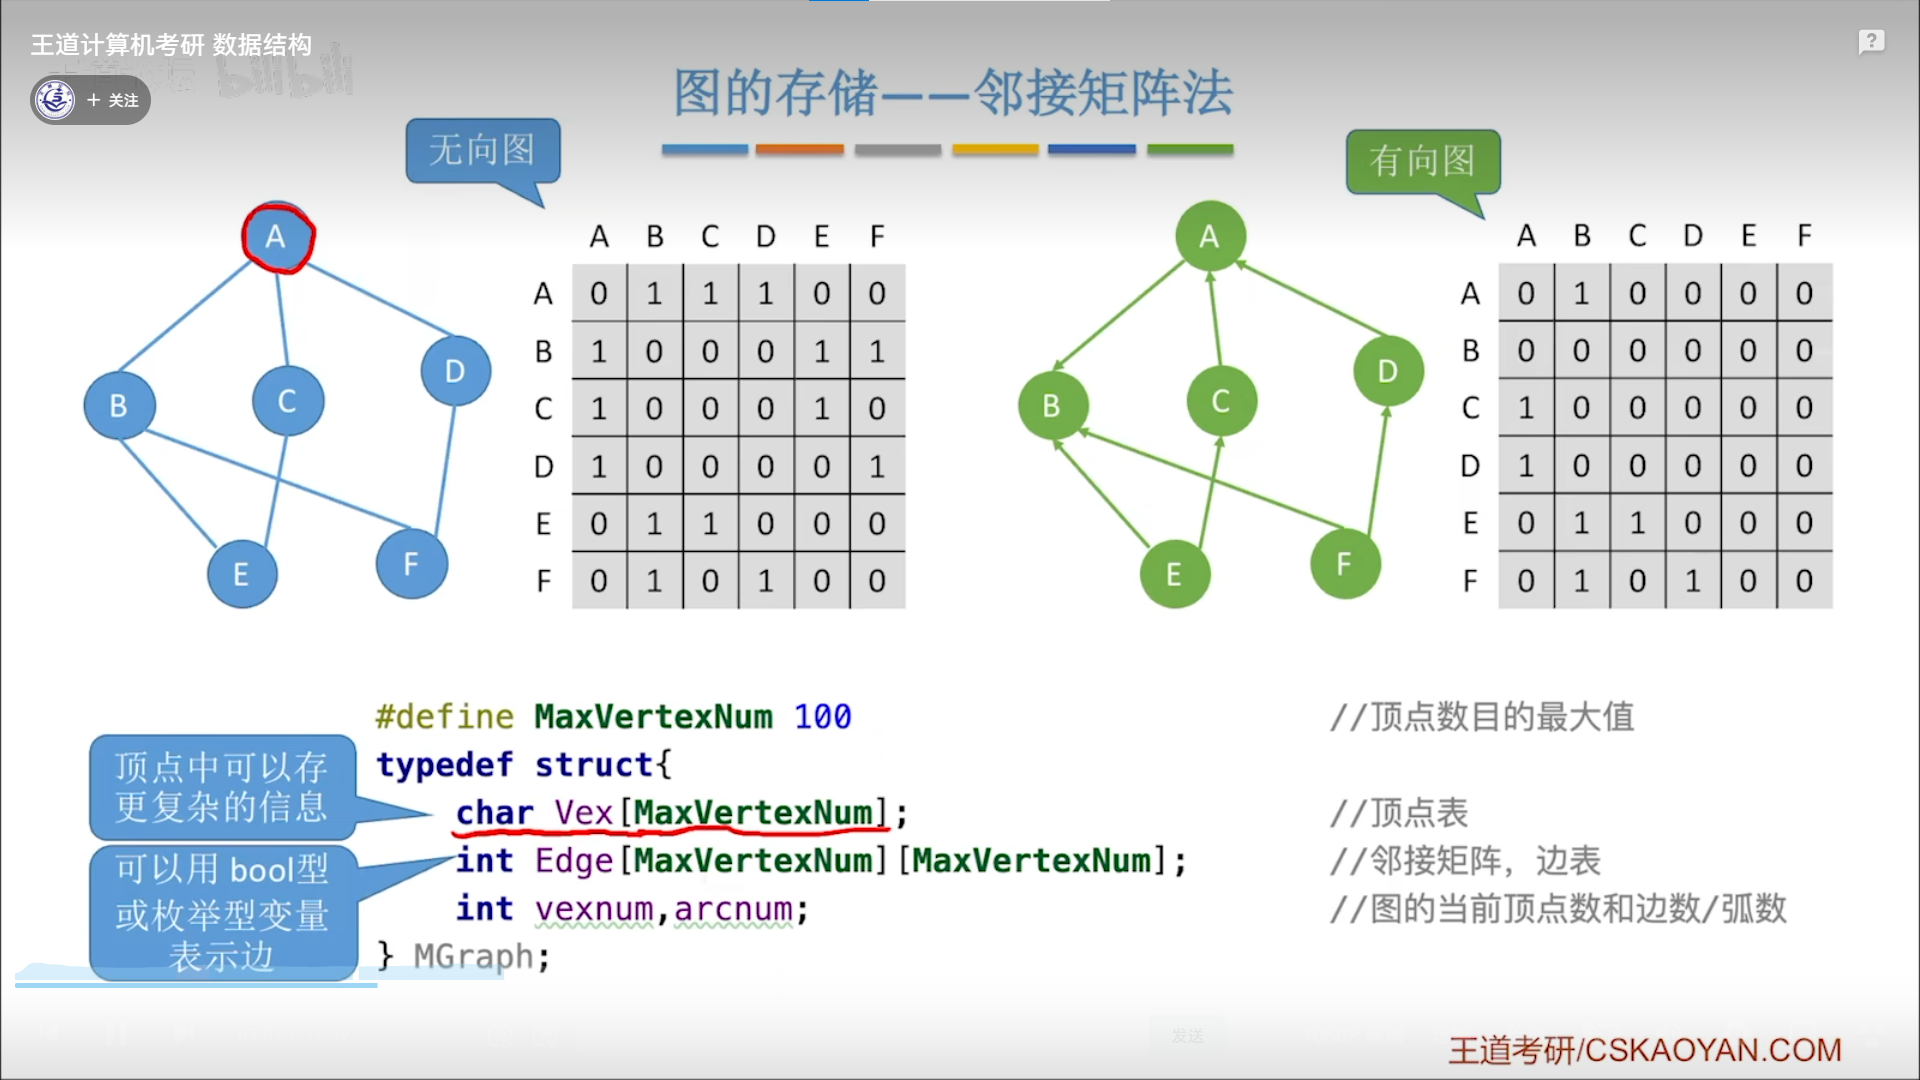 王道计算机考研 数据结构
bilibili
+ 关注
?
图的存储——邻接矩阵法
无向图
有向图
A
B
C
D
E
F
A B C D E F
A 0 1 1 1 0 0
B 1 0 0 0 1 1
C 1 0 0 0 1 0
D 1 0 0 0 0 1
E 0 1 1 0 0 0
F 0 1 0 1 0 0
A
B
C
D
E
F
A B C D E F
A 0 1 0 0 0 0
B 0 0 0 0 0 0
C 1 0 0 0 0 0
D 1 0 0 0 0 0
E 0 1 1 0 0 0
F 0 1 0 1 0 0
顶点中可以存
更复杂的信息
可以用 bool型
或枚举型变量
表示边
#define MaxVertexNum 100 //顶点数目的最大值
typedef struct{
char Vex[MaxVertexNum]; //顶点表
int Edge[MaxVertexNum][MaxVertexNum]; //邻接矩阵，边表
int vexnum,arcnum; //图的当前顶点数和边数/弧数
} MGraph;
发送
王道考研/CSKAOYAN.COM